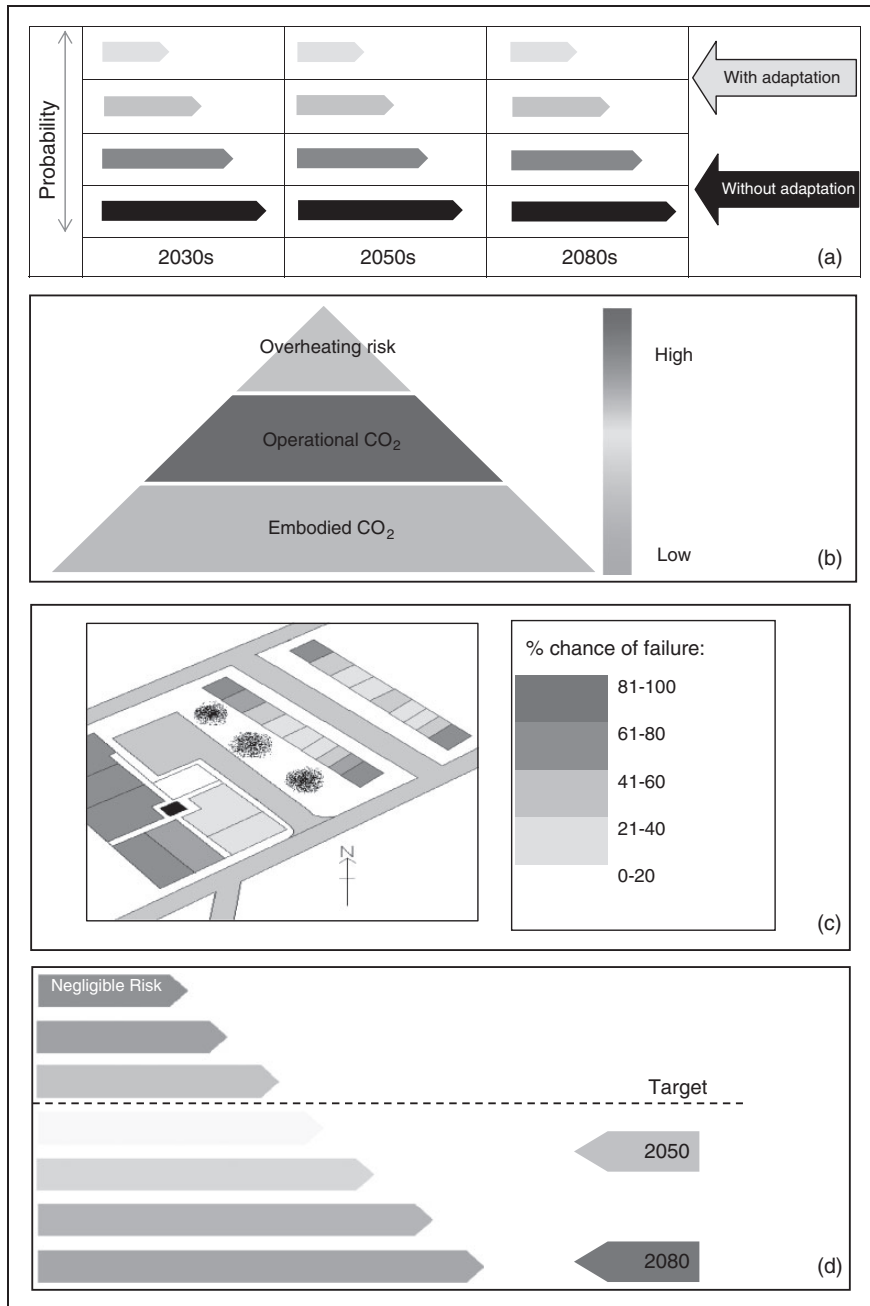 Probability
With adaptation
Without adaptation
2030s
2050s
2080s
(a)
Overheating risk
Operational CO₂
Embodied CO₂
High
Low
(b)
N
% chance of failure:
81-100
61-80
41-60
21-40
0-20
(c)
Negligible Risk
Target
2050
2080
(d)